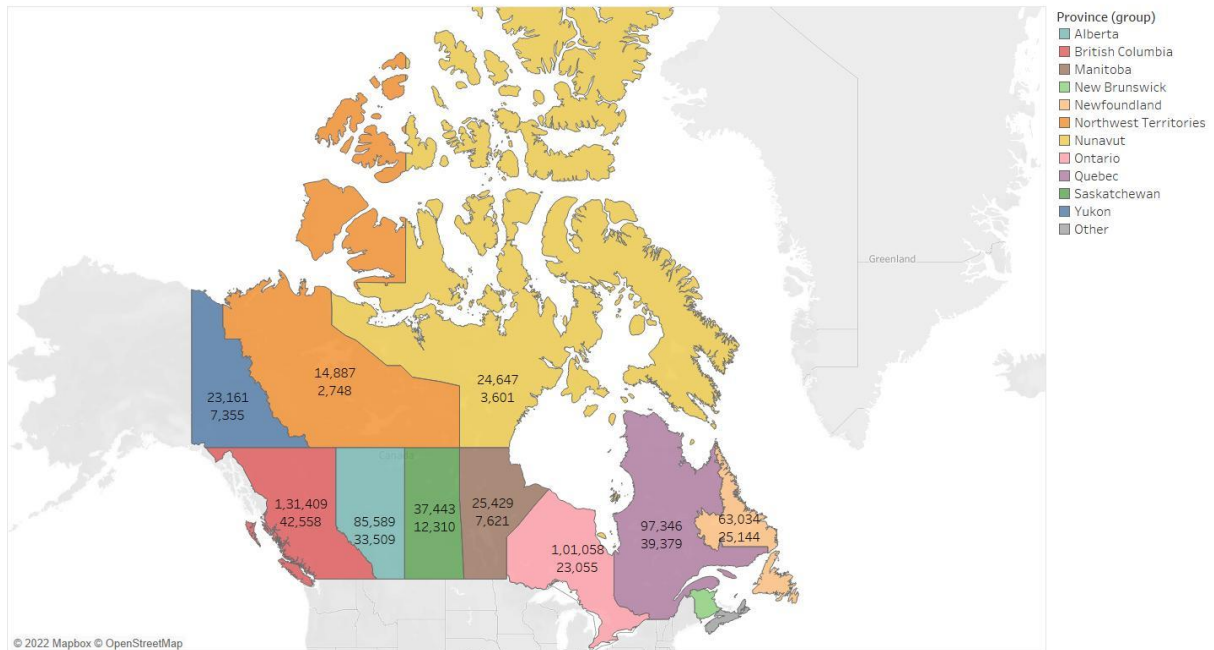 Province (group)
Alberta
British Columbia
Manitoba
New Brunswick
Newfoundland
Northwest Territories
Nunavut
Ontario
Quebec
Saskatchewan
Yukon
Other
Greenland
14,887
2,748
24,647
3,601
23,161
7,355
Canada
1,31,409
42,558
85,589
33,509
37,443
12,310
25,429
7,621
1,01,058
23,055
97,346
39,379
63,034
25,144
© 2022 Mapbox © OpenStreetMap